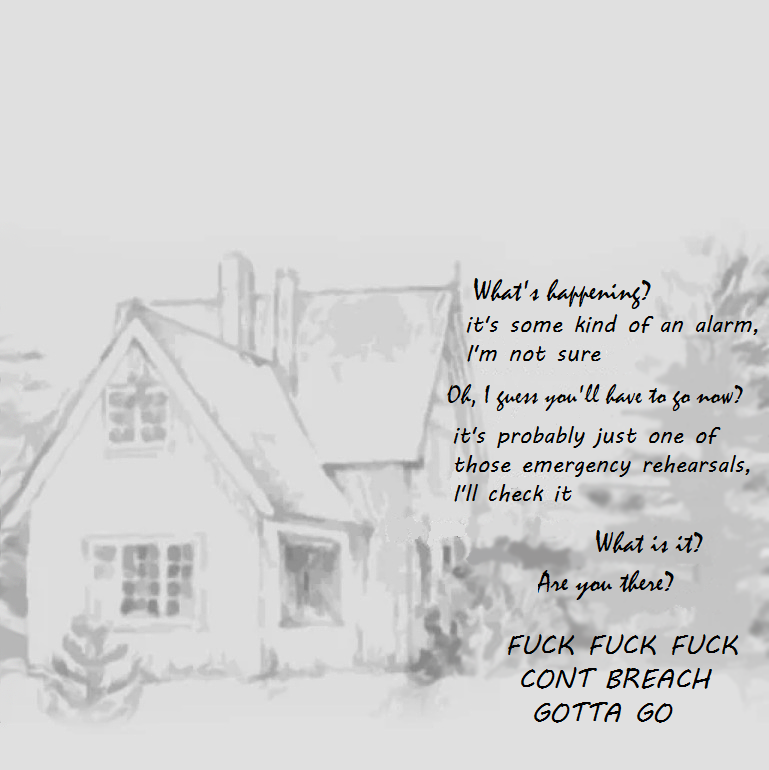 What's happening?
it's some kind of an alarm,
I'm not sure
Oh, I guess you'll have to go now?
it's probably just one of
those emergency rehearsals,
I'll check it
What is it?
Are you there?
FUCK FUCK FUCK
CONT BREACH
GOTTA GO